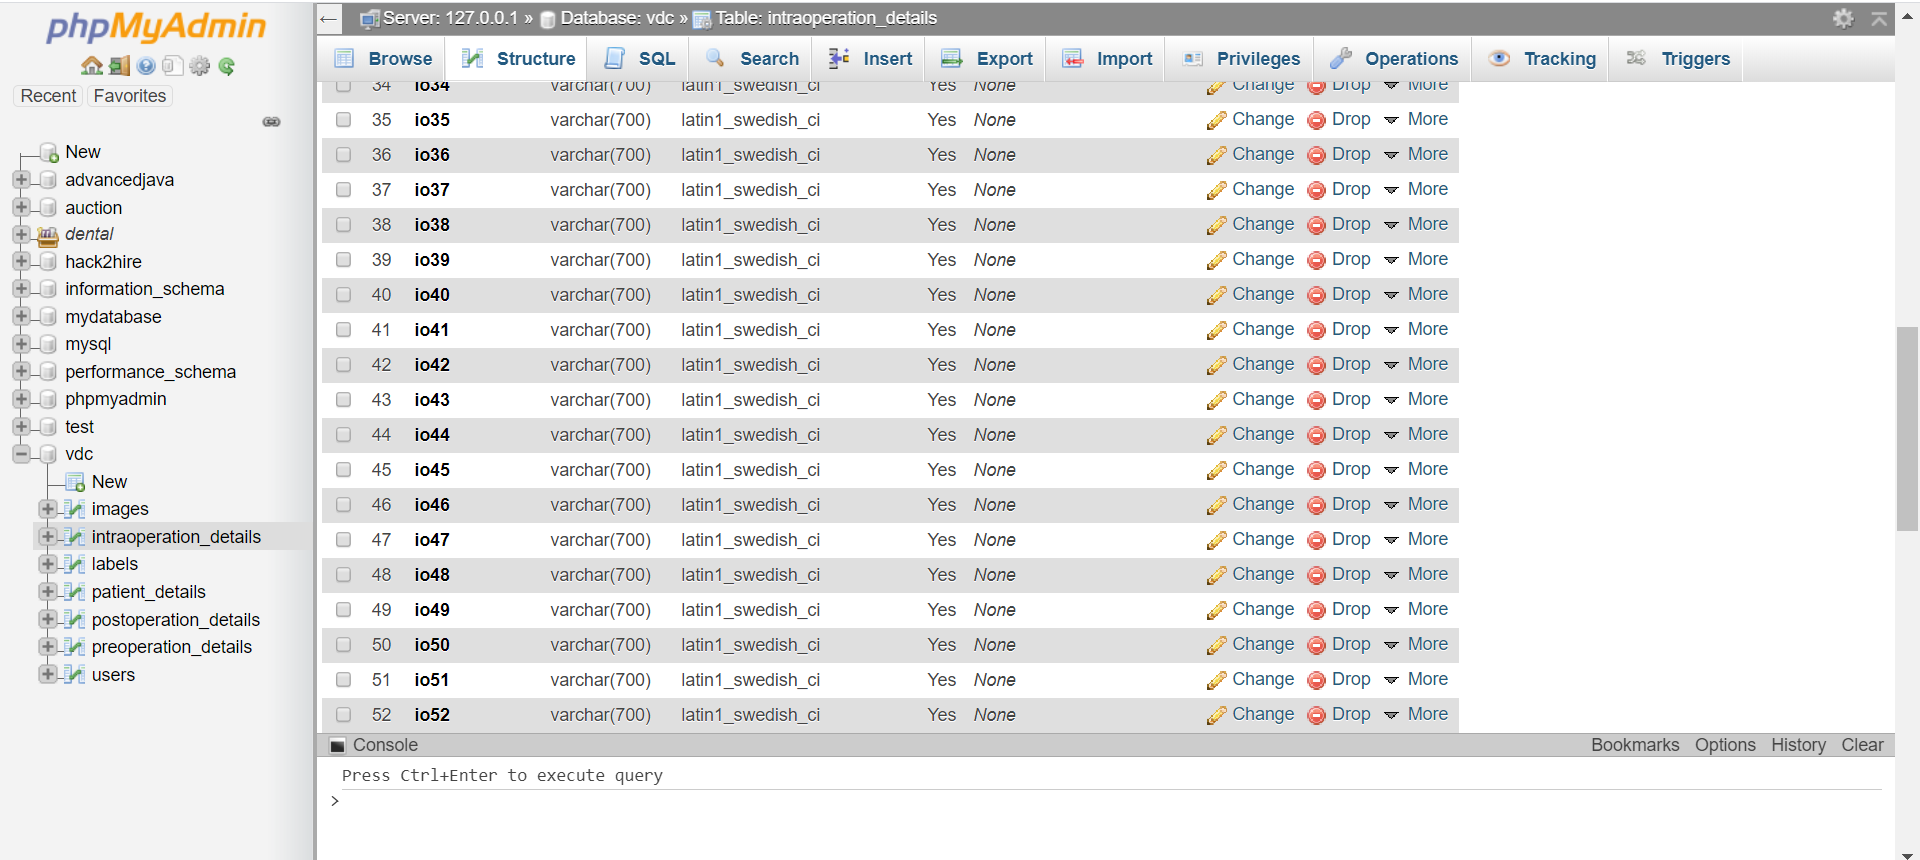 phpMyAdmin
Recent Favorites
New
advancedjava
auction
dental
hack2hire
information_schema
mydatabase
mysql
performance_schema
phpmyadmin
test
vdc
New
images
intraoperation_details
labels
patient_details
postoperation_details
preoperation_details
users
Server: 127.0.0.1 » Database: vdc » Table: intraoperation_details
Browse Structure SQL Search Insert Export Import Privileges Operations Tracking Triggers
34 io34 varchar(700) latin1_swedish_ci Yes None Change Drop More
35 io35 varchar(700) latin1_swedish_ci Yes None Change Drop More
36 io36 varchar(700) latin1_swedish_ci Yes None Change Drop More
37 io37 varchar(700) latin1_swedish_ci Yes None Change Drop More
38 io38 varchar(700) latin1_swedish_ci Yes None Change Drop More
39 io39 varchar(700) latin1_swedish_ci Yes None Change Drop More
40 io40 varchar(700) latin1_swedish_ci Yes None Change Drop More
41 io41 varchar(700) latin1_swedish_ci Yes None Change Drop More
42 io42 varchar(700) latin1_swedish_ci Yes None Change Drop More
43 io43 varchar(700) latin1_swedish_ci Yes None Change Drop More
44 io44 varchar(700) latin1_swedish_ci Yes None Change Drop More
45 io45 varchar(700) latin1_swedish_ci Yes None Change Drop More
46 io46 varchar(700) latin1_swedish_ci Yes None Change Drop More
47 io47 varchar(700) latin1_swedish_ci Yes None Change Drop More
48 io48 varchar(700) latin1_swedish_ci Yes None Change Drop More
49 io49 varchar(700) latin1_swedish_ci Yes None Change Drop More
50 io50 varchar(700) latin1_swedish_ci Yes None Change Drop More
51 io51 varchar(700) latin1_swedish_ci Yes None Change Drop More
52 io52 varchar(700) latin1_swedish_ci Yes None Change Drop More
Console Bookmarks Options History Clear
Press Ctrl+Enter to execute query
>